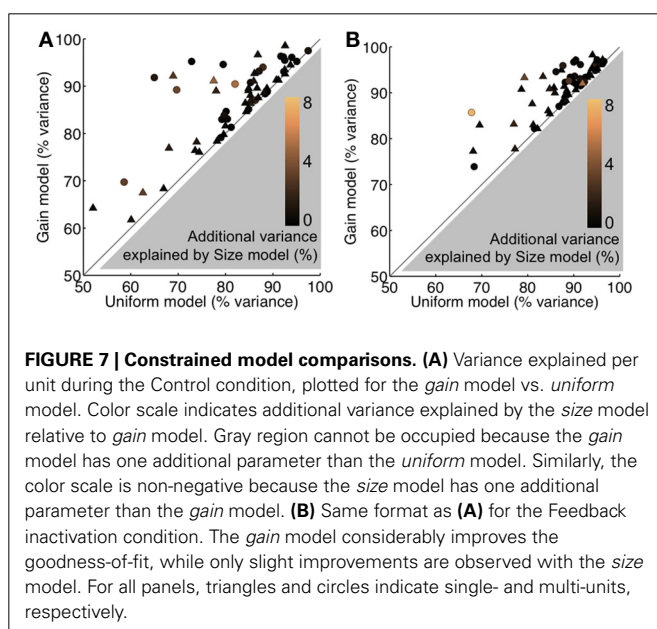 A
B
100
90
80
70
60
50
Gain model (% variance)
8
4
0
Additional variance
explained by Size model (%)
50 60 70 80 90 100
Uniform model (% variance)
100
90
80
70
60
50
Gain model (% variance)
8
4
0
Additional variance
explained by Size model (%)
50 60 70 80 90 100
Uniform model (% variance)
FIGURE 7 | Constrained model comparisons. (A) Variance explained per
unit during the Control condition, plotted for the gain model vs. uniform
model. Color scale indicates additional variance explained by the size model
relative to gain model. Gray region cannot be occupied because the gain
model has one additional parameter than the uniform model. Similarly, the
color scale is non-negative because the size model has one additional
parameter than the gain model. (B) Same format as (A) for the Feedback
inactivation condition. The gain model considerably improves the
goodness-of-fit, while only slight improvements are observed with the size
model. For all panels, triangles and circles indicate single- and multi-units,
respectively.